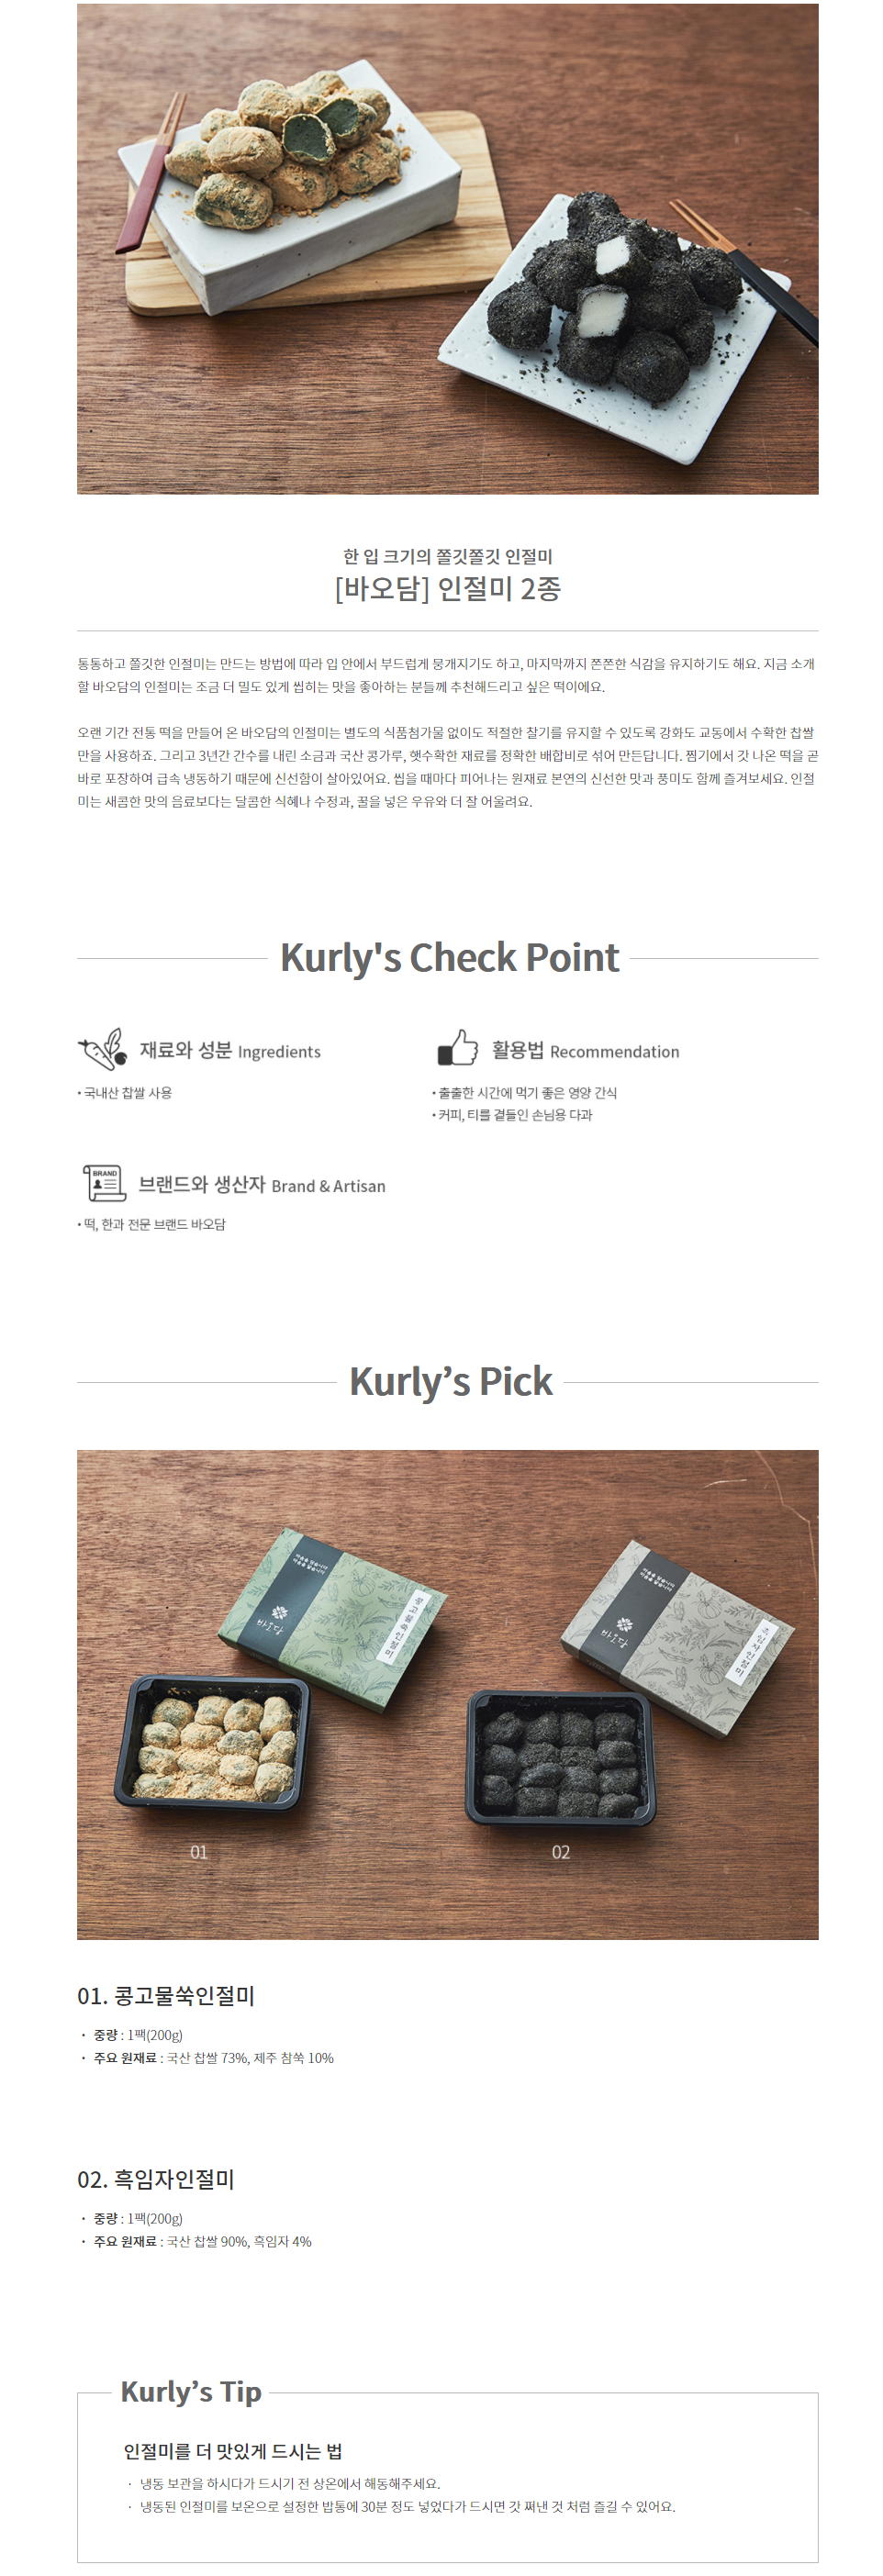 한 입 크기의 쫄깃쫄깃 인절미
[바오담] 인절미 2종
통통하고 쫄깃한 인절미는 만드는 방법에 따라 입 안에서 부드럽게 뭉개지기도 하고, 마지막까지 쫀쫀한 식감을 유지하기도 해요. 지금 소개
할 바오담의 인절미는 조금 더 밀도 있게 씹히는 맛을 좋아하는 분들께 추천해드리고 싶은 떡이에요.
오랜 기간 전통 떡을 만들어 온 바오담의 인절미는 별도의 식품첨가물 없이도 적절한 찰기를 유지할 수 있도록 강화도 교동에서 수확한 찹쌀
만을 사용하죠. 그리고 3년간 간수를 내린 소금과 국산 콩가루, 햇수확한 재료를 정확한 배합비로 섞어 만든답니다. 찜기에서 갓 나온 떡을 곧
바로 포장하여 급속 냉동하기 때문에 신선함이 살아있어요. 씹을 때마다 피어나는 원재료 본연의 신선한 맛과 풍미도 함께 즐겨보세요. 인절
미는 새콤한 맛의 음료보다는 달콤한 식혜나 수정과, 꿀을 넣은 우유와 더 잘 어울려요.
Kurly's Check Point
재료와 성분 Ingredients
• 국내산 찹쌀 사용
활용법 Recommendation
• 출출한 시간에 먹기 좋은 영양 간식
• 커피, 티를 곁들인 손님용 다과
BRAND
브랜드와 생산자 Brand & Artisan
• 떡, 한과 전문 브랜드 바오담
Kurly’s Pick
바오담
콩고물쑥인절미
바오담
흑임자인절미
01
02
01. 콩고물쑥인절미
· 중량 : 1팩(200g)
· 주요 원재료 : 국산 찹쌀 73%, 제주 참쑥 10%
02. 흑임자인절미
· 중량 : 1팩(200g)
· 주요 원재료 : 국산 찹쌀 90%, 흑임자 4%
Kurly’s Tip
인절미를 더 맛있게 드시는 법
· 냉동 보관을 하시다가 드시기 전 상온에서 해동해주세요.
· 냉동된 인절미를 보온으로 설정한 밥통에 30분 정도 넣었다가 드시면 갓 쪄낸 것 처럼 즐길 수 있어요.